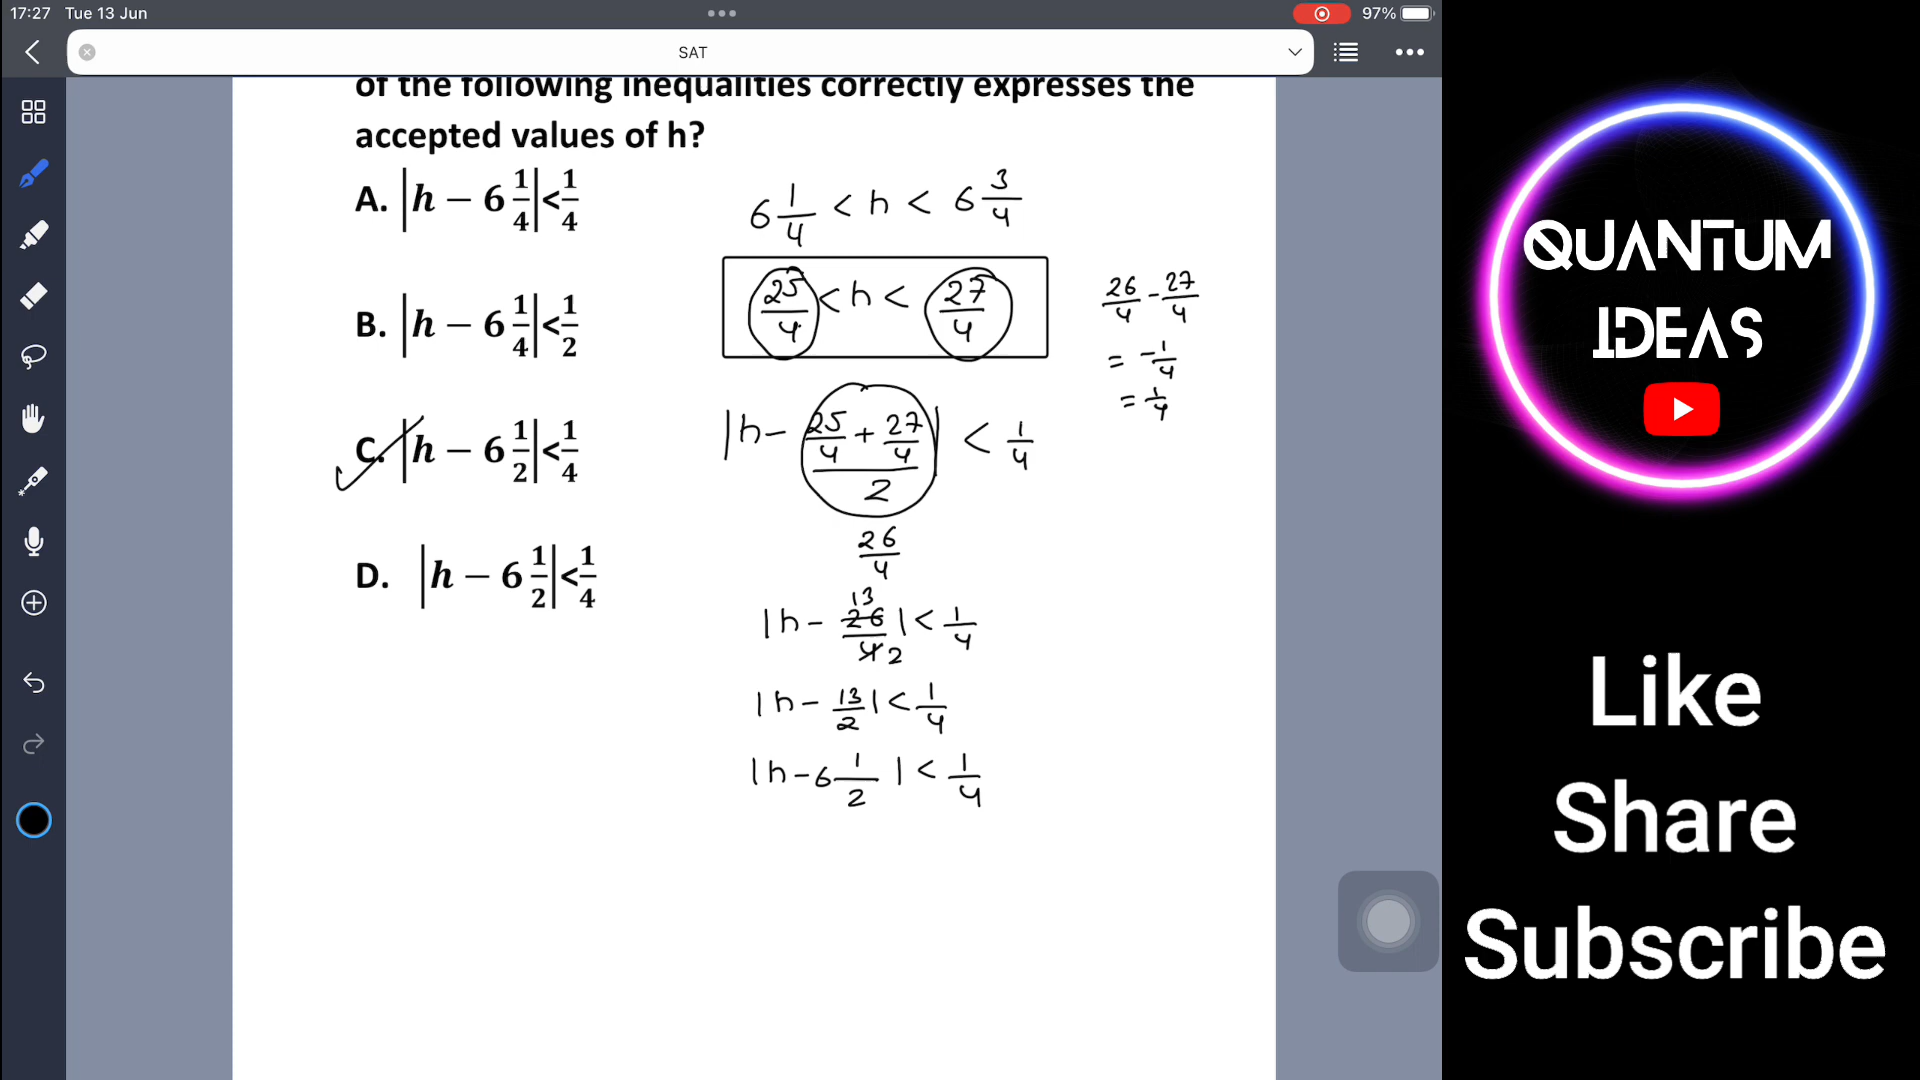 17:27 Tue 13 Jun
97%
SAT
of the following inequalities correctly expresses the
accepted values of h?
A. |h − 6 1/4|<1/4
B. |h − 6 1/4|<1/2
C. |h − 6 1/2|<1/4
D. |h − 6 1/2|<1/4
6 1/4 < h < 6 3/4
25/4 < h < 27/4
|h − (25/4 + 27/4)/2| < 1/4
26/4
|h − 26/4| < 1/4
13
2
|h − 13/2| < 1/4
|h − 6 1/2| < 1/4
26/4 − 27/4
= −1/4
= 1/4
QUANTUM
IDEAS
Like
Share
Subscribe